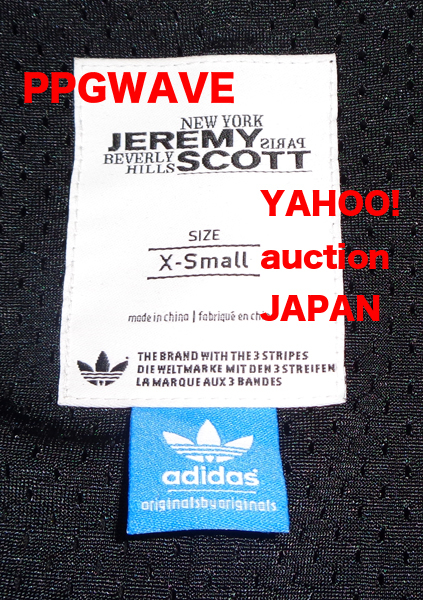 PPGWAVE
NEW YORK
JEREMY PARIS
BEVERLY HILLS SCOTT
YAHOO!
SIZE
X-Small
auction
JAPAN
made in china | fabriqué en
THE BRAND WITH THE 3 STRIPES
DIE WELTMARKE MIT DEN 3 STREIFEN
LA MARQUE AUX 3 BANDES
adidas
originalsbyoriginals